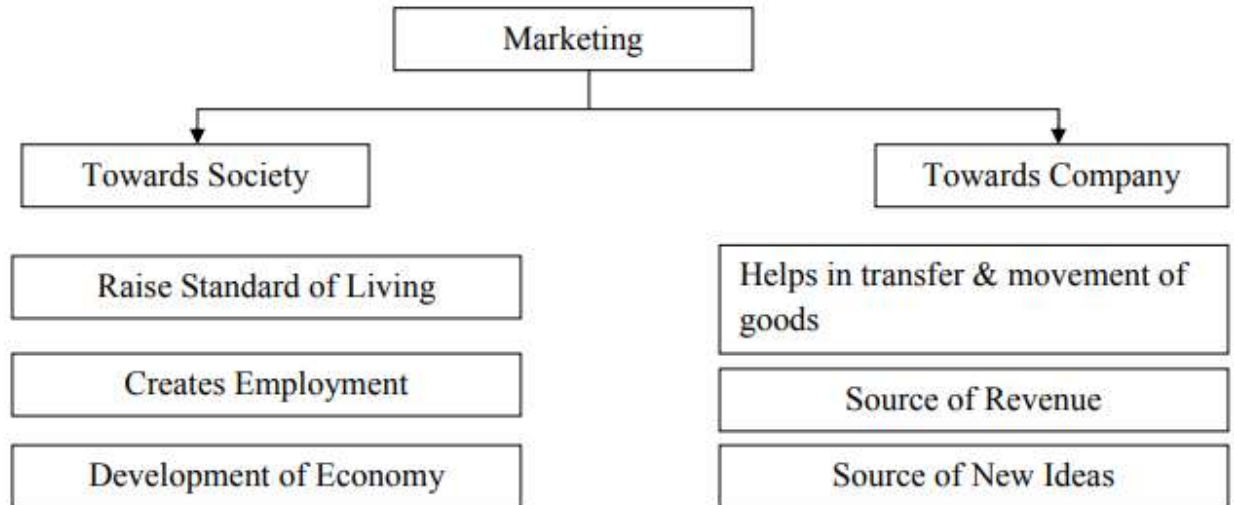 Marketing
Towards Society
Towards Company
Raise Standard of Living
Creates Employment
Development of Economy
Helps in transfer & movement of
goods
Source of Revenue
Source of New Ideas